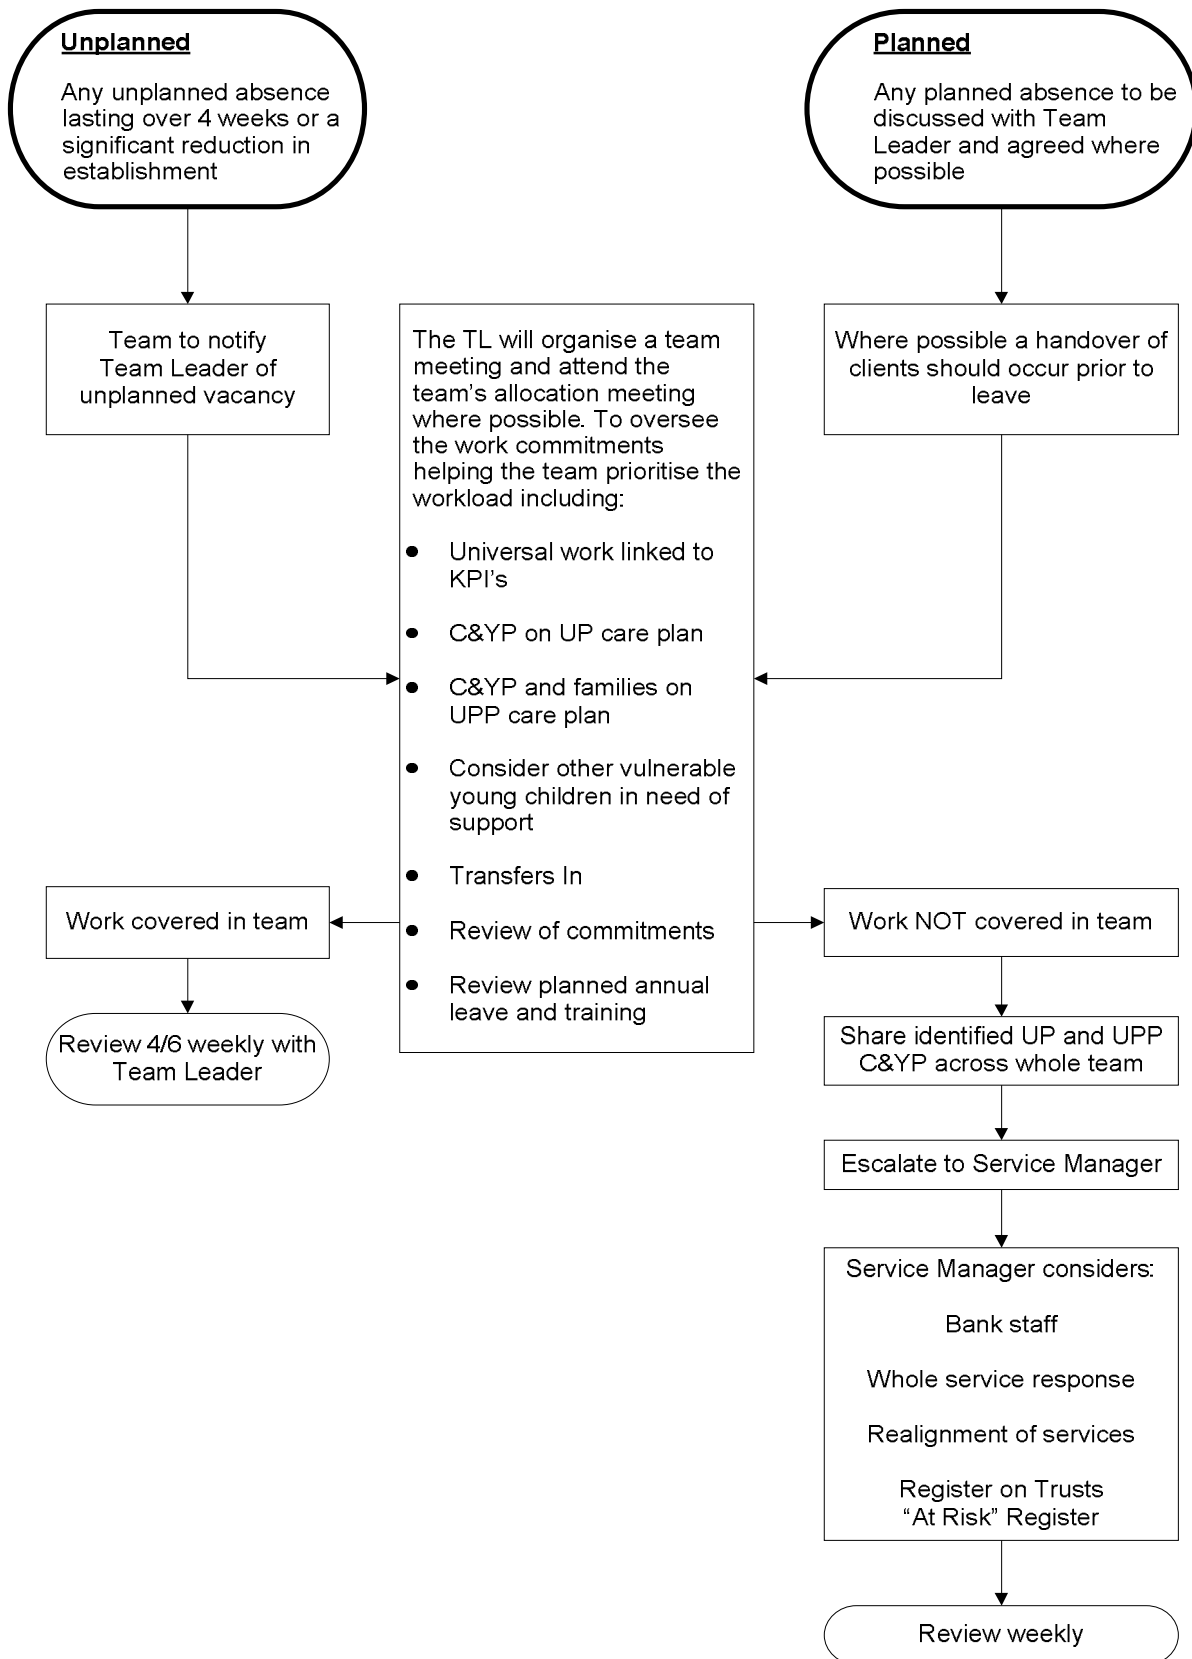 Unplanned
Any unplanned absence
lasting over 4 weeks or a
significant reduction in
establishment
Planned
Any planned absence to be
discussed with Team
Leader and agreed where
possible
Team to notify
Team Leader of
unplanned vacancy
The TL will organise a team
meeting and attend the
team’s allocation meeting
where possible. To oversee
the work commitments
helping the team prioritise the
workload including:
• Universal work linked to
KPI’s
• C&YP on UP care plan
• C&YP and families on
UPP care plan
• Consider other vulnerable
young children in need of
support
• Transfers In
• Review of commitments
• Review planned annual
leave and training
Where possible a handover of
clients should occur prior to
leave
Work covered in team
Review 4/6 weekly with
Team Leader
Work NOT covered in team
Share identified UP and UPP
C&YP across whole team
Escalate to Service Manager
Service Manager considers:
Bank staff
Whole service response
Realignment of services
Register on Trusts
“At Risk” Register
Review weekly